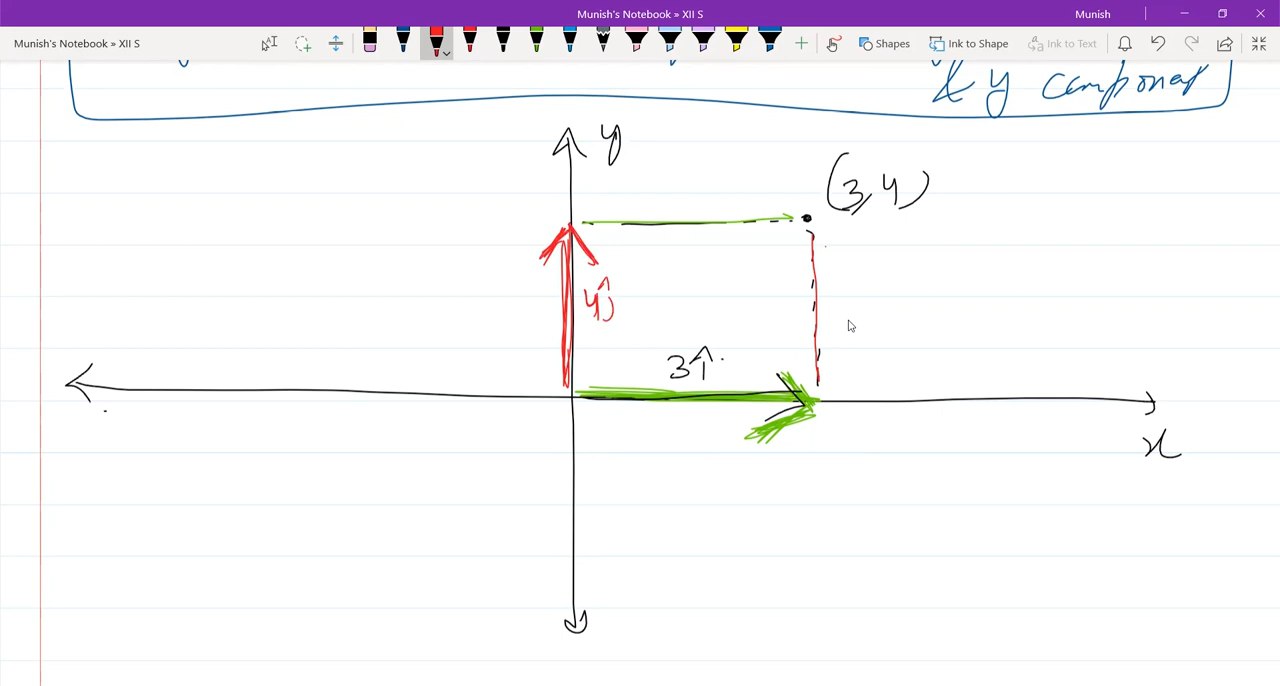 Munish's Notebook » XII S
Munish
Munish's Notebook » XII S
Shapes
Ink to Shape
Ink to Text
& y component
y
(3,4)
4ĵ
3î
x